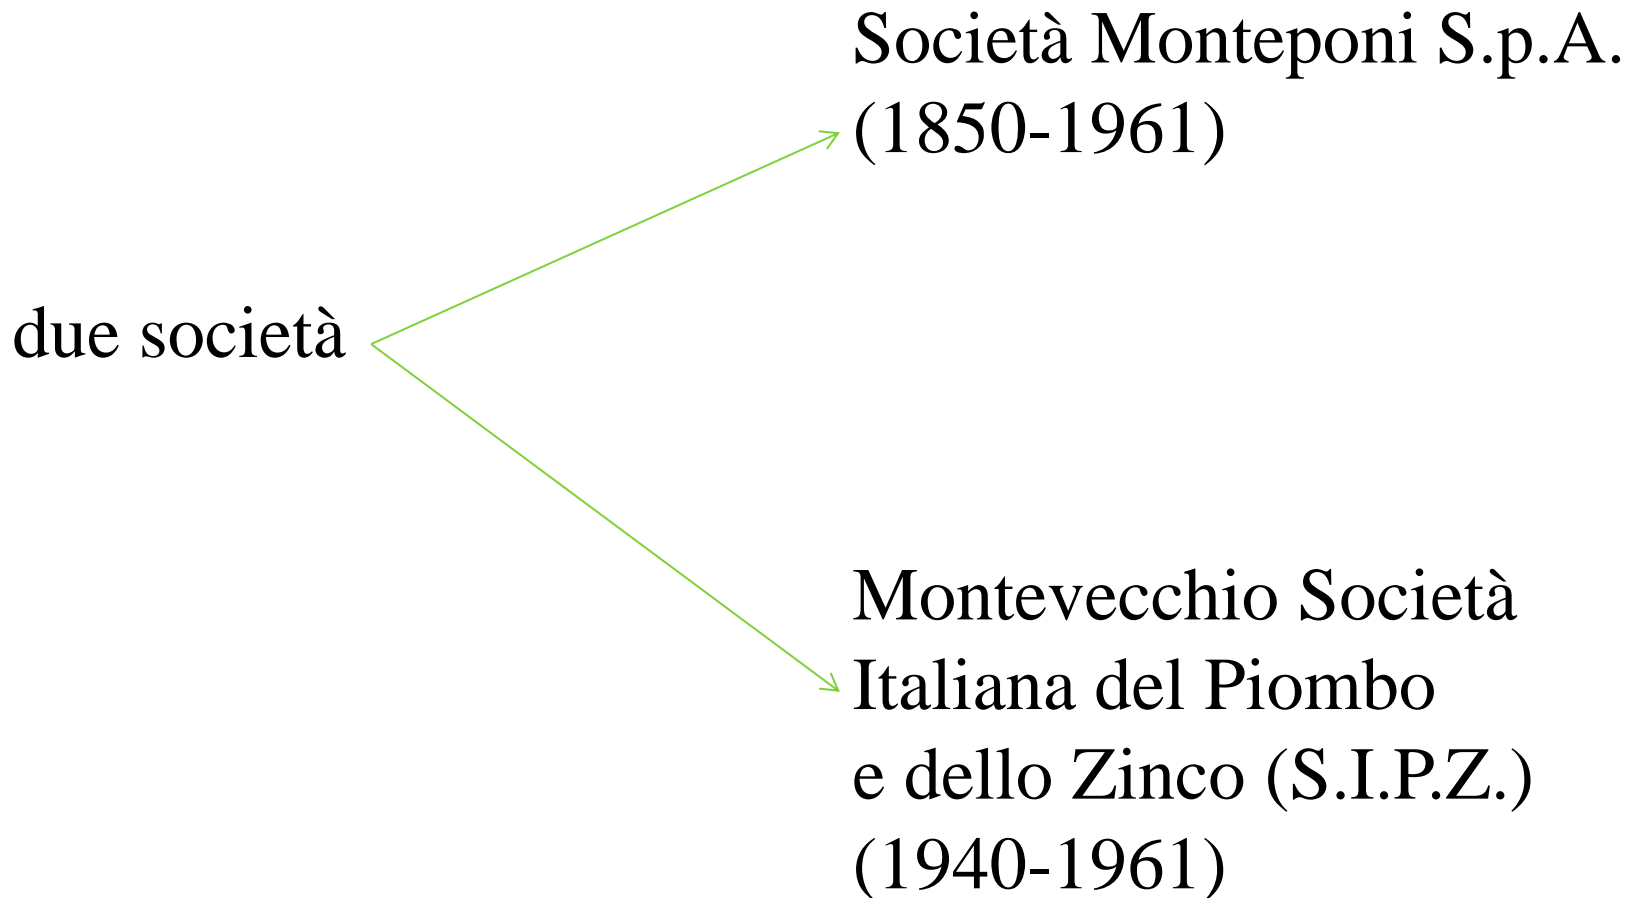 Società Monteponi S.p.A.
(1850-1961)
due società
Montevecchio Società
Italiana del Piombo
e dello Zinco (S.I.P.Z.)
(1940-1961)